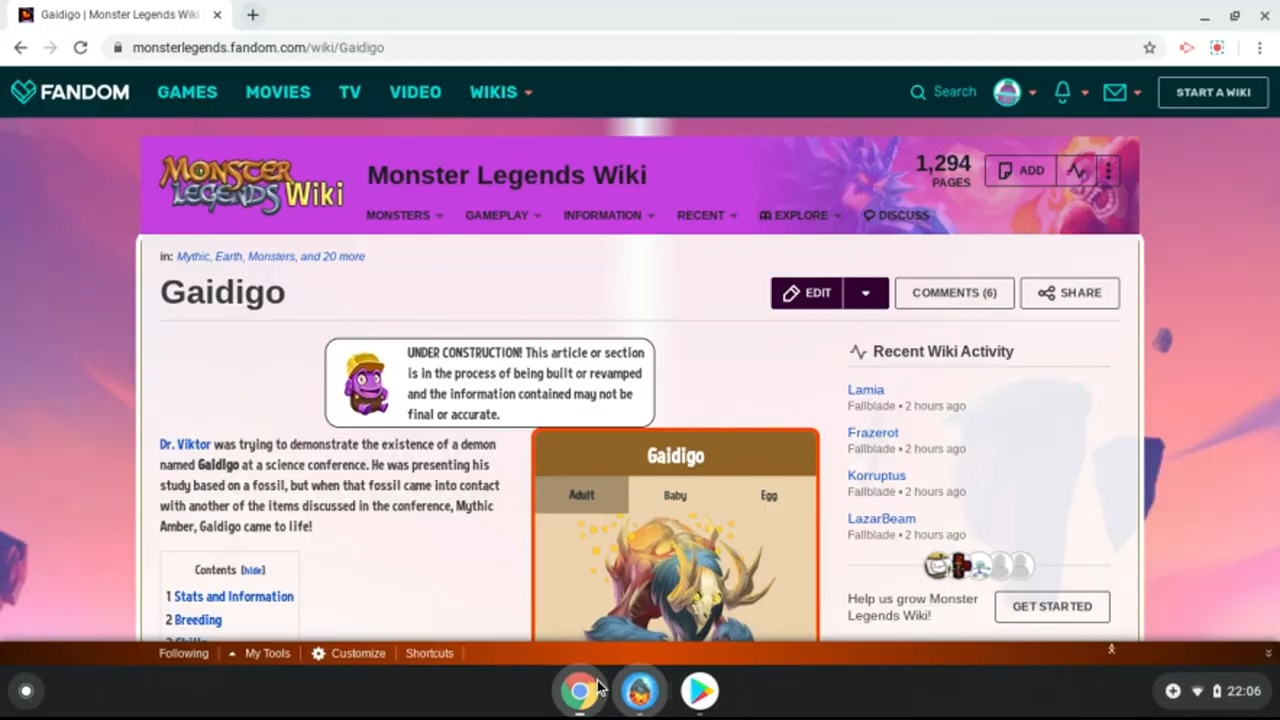 Gaidigo | Monster Legends Wiki
monsterlegends.fandom.com/wiki/Gaidigo
FANDOM GAMES MOVIES TV VIDEO WIKIS Search START A WIKI
MONSTER LEGENDS Wiki
Monster Legends Wiki
1,294 PAGES
ADD
MONSTERS GAMEPLAY INFORMATION RECENT EXPLORE DISCUSS
in: Mythic, Earth, Monsters, and 20 more
Gaidigo
EDIT COMMENTS (6) SHARE
UNDER CONSTRUCTION! This article or section
is in the process of being built or revamped
and the information contained may not be
final or accurate.
Dr. Viktor was trying to demonstrate the existence of a demon
named Gaidigo at a science conference. He was presenting his
study based on a fossil, but when that fossil came into contact
with another of the items discussed in the conference, Mythic
Amber, Gaidigo came to life!
Contents [hide]
1 Stats and Information
2 Breeding
Gaidigo
Adult Baby Egg
Recent Wiki Activity
Lamia
Fallblade • 2 hours ago
Frazerot
Fallblade • 2 hours ago
Korruptus
Fallblade • 2 hours ago
LazarBeam
Fallblade • 2 hours ago
Help us grow Monster
Legends Wiki!
GET STARTED
Following My Tools Customize Shortcuts
22:06